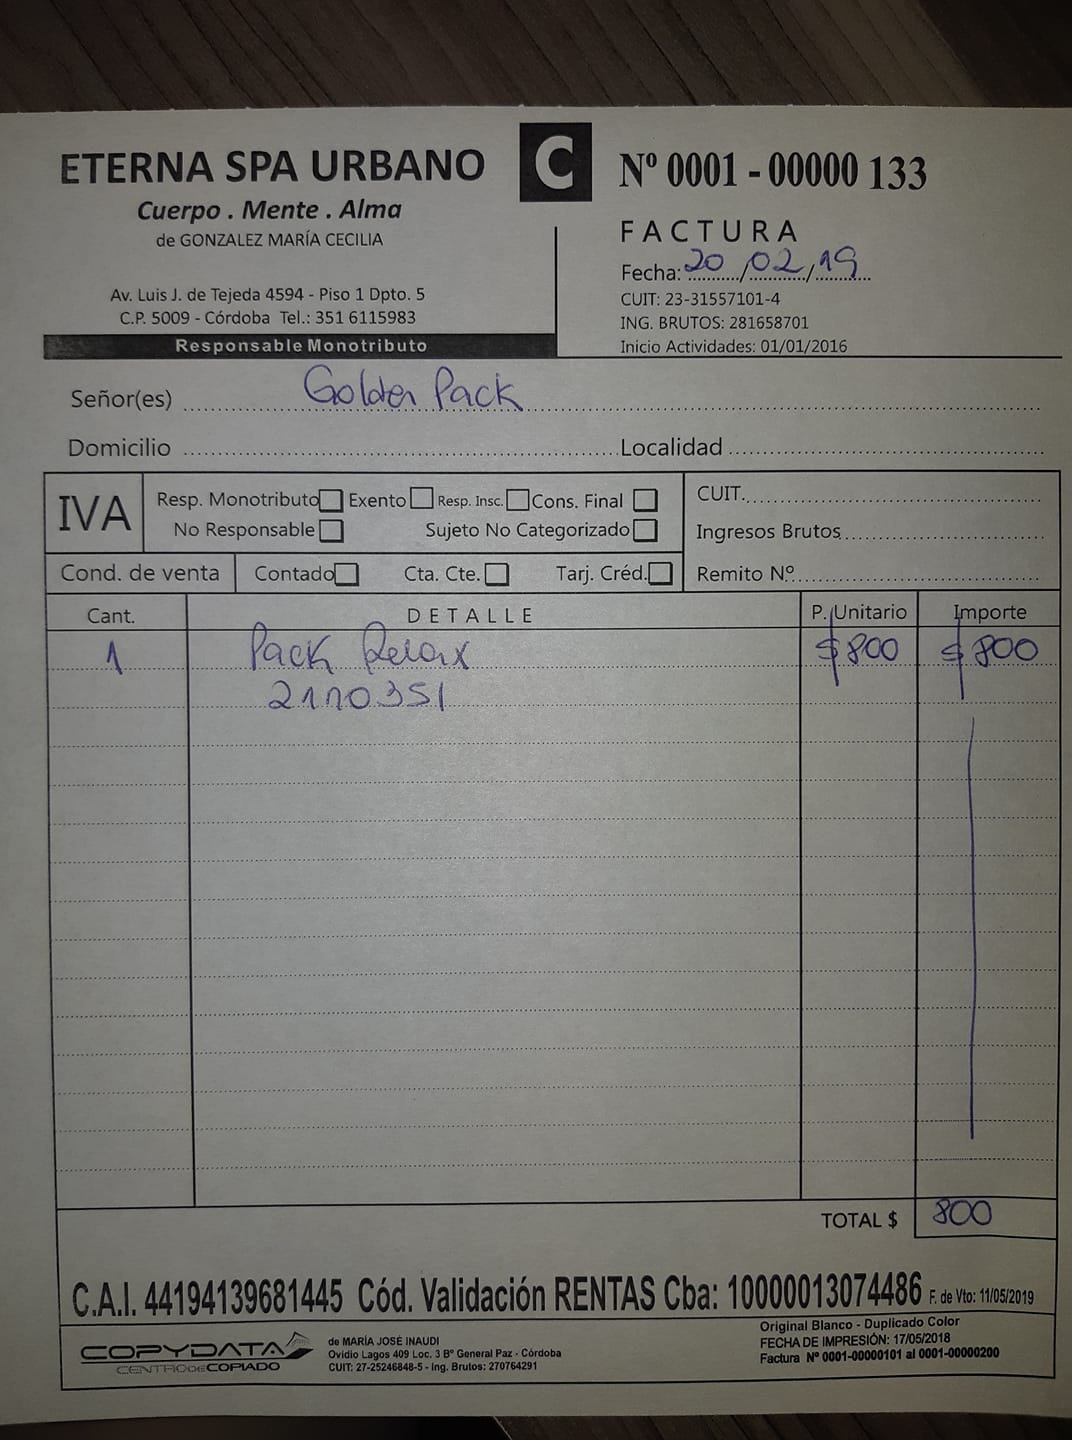 ETERNA SPA URBANO
Cuerpo . Mente . Alma
de GONZALEZ MARÍA CECILIA
Av. Luis J. de Tejeda 4594 - Piso 1 Dpto. 5
C.P. 5009 - Córdoba Tel.: 351 6115983
Responsable Monotributo
C
Nº 0001 - 00000 133
FACTURA
Fecha: 20/02/19
CUIT: 23-31557101-4
ING. BRUTOS: 281658701
Inicio Actividades: 01/01/2016
Señor(es) Golden Pack
Domicilio Localidad
IVA
Resp. Monotributo Exento Resp. Insc. Cons. Final
No Responsable Sujeto No Categorizado
CUIT.
Ingresos Brutos
Cond. de venta Contado Cta. Cte. Tarj. Créd.
Remito Nº
Cant. DETALLE P. Unitario Importe
1 Pack Relax $800 $800
2110351
TOTAL $ 800
C.A.I. 44194139681445 Cód. Validación RENTAS Cba: 10000013074486 F. de Vto: 11/05/2019
COPYDATA
CENTRO DE COPIADO
de MARÍA JOSÉ INAUDI
Ovidio Lagos 409 Loc. 3 Bº General Paz - Córdoba
CUIT: 27-25246848-5 - Ing. Brutos: 270764291
Original Blanco - Duplicado Color
FECHA DE IMPRESIÓN: 17/05/2018
Factura Nº 0001-00000101 al 0001-00000200